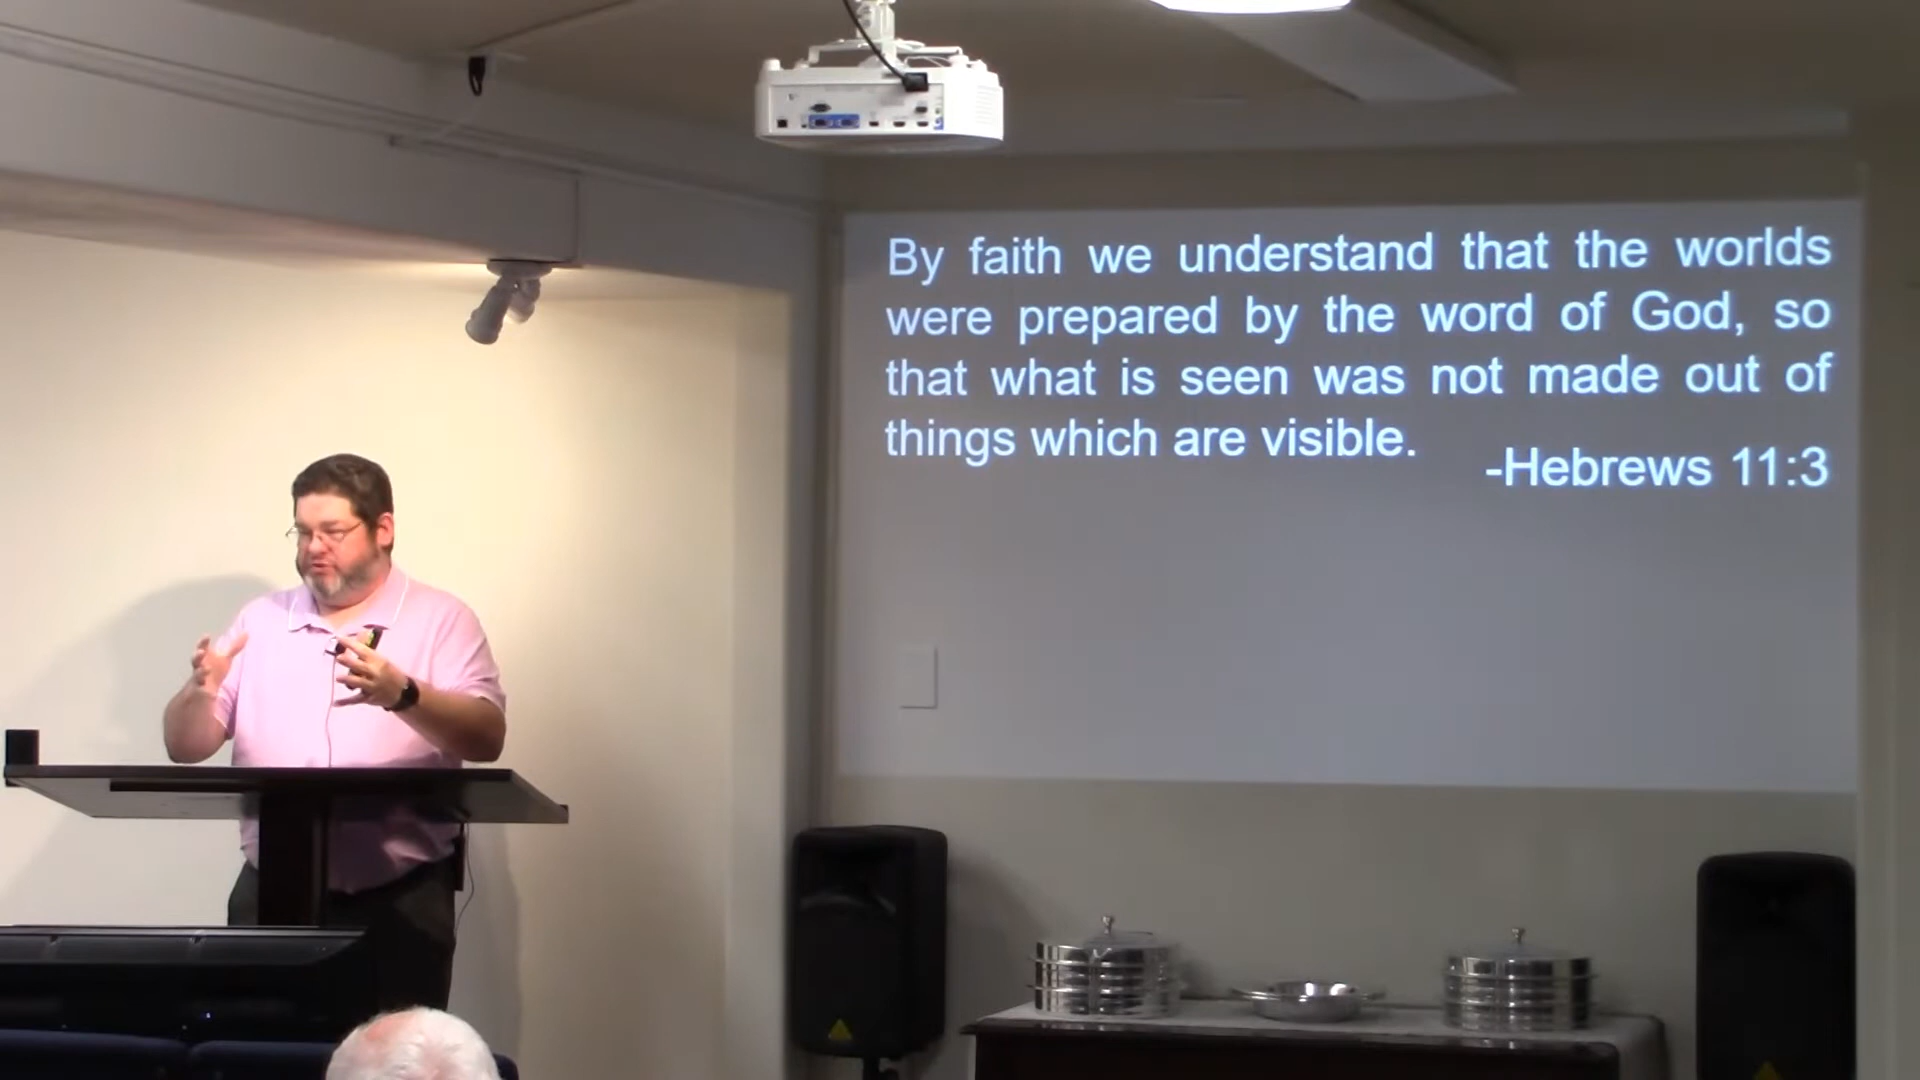 By faith we understand that the worlds
were prepared by the word of God, so
that what is seen was not made out of
things which are visible.
-Hebrews 11:3